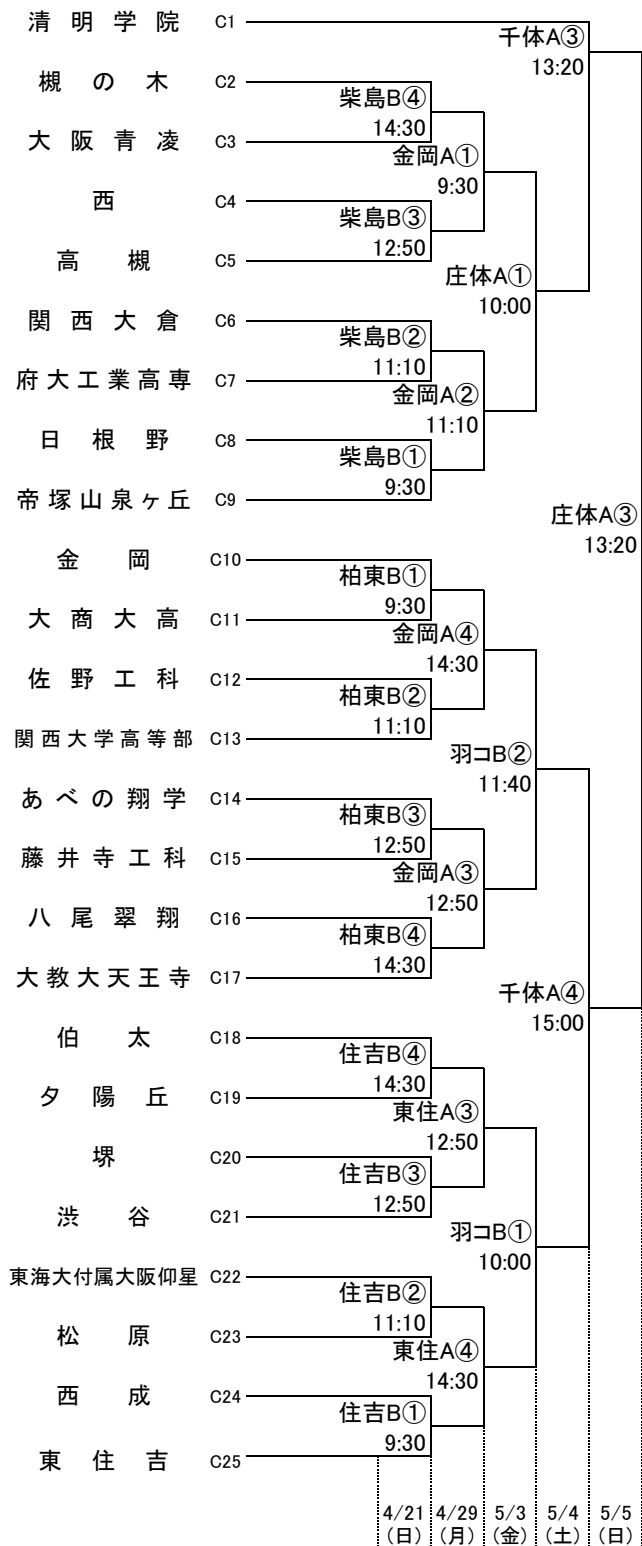 清明学院 C1
千体A③
13:20
槻の木 C2
柴島B④
14:30
大阪青凌 C3
金岡A①
9:30
西 C4
柴島B③
12:50
高槻 C5
庄体A①
10:00
関西大倉 C6
柴島B②
11:10
府大工業高専 C7
金岡A②
11:10
日根野 C8
柴島B①
9:30
帝塚山泉ヶ丘 C9
庄体A③
13:20
金岡 C10
柏東B①
9:30
大商大高 C11
金岡A④
14:30
佐野工科 C12
柏東B②
11:10
関西大学高等部 C13
羽コB②
11:40
あべの翔学 C14
柏東B③
12:50
藤井寺工科 C15
金岡A③
12:50
八尾翠翔 C16
柏東B④
14:30
大教大天王寺 C17
千体A④
15:00
伯太 C18
住吉B④
14:30
夕陽丘 C19
東住A③
12:50
堺 C20
住吉B③
12:50
渋谷 C21
羽コB①
10:00
東海大付属大阪仰星 C22
住吉B②
11:10
松原 C23
東住A④
14:30
西成 C24
住吉B①
9:30
東住吉 C25
4/21 4/29 5/3 5/4 5/5
(日) (月) (金) (土) (日)